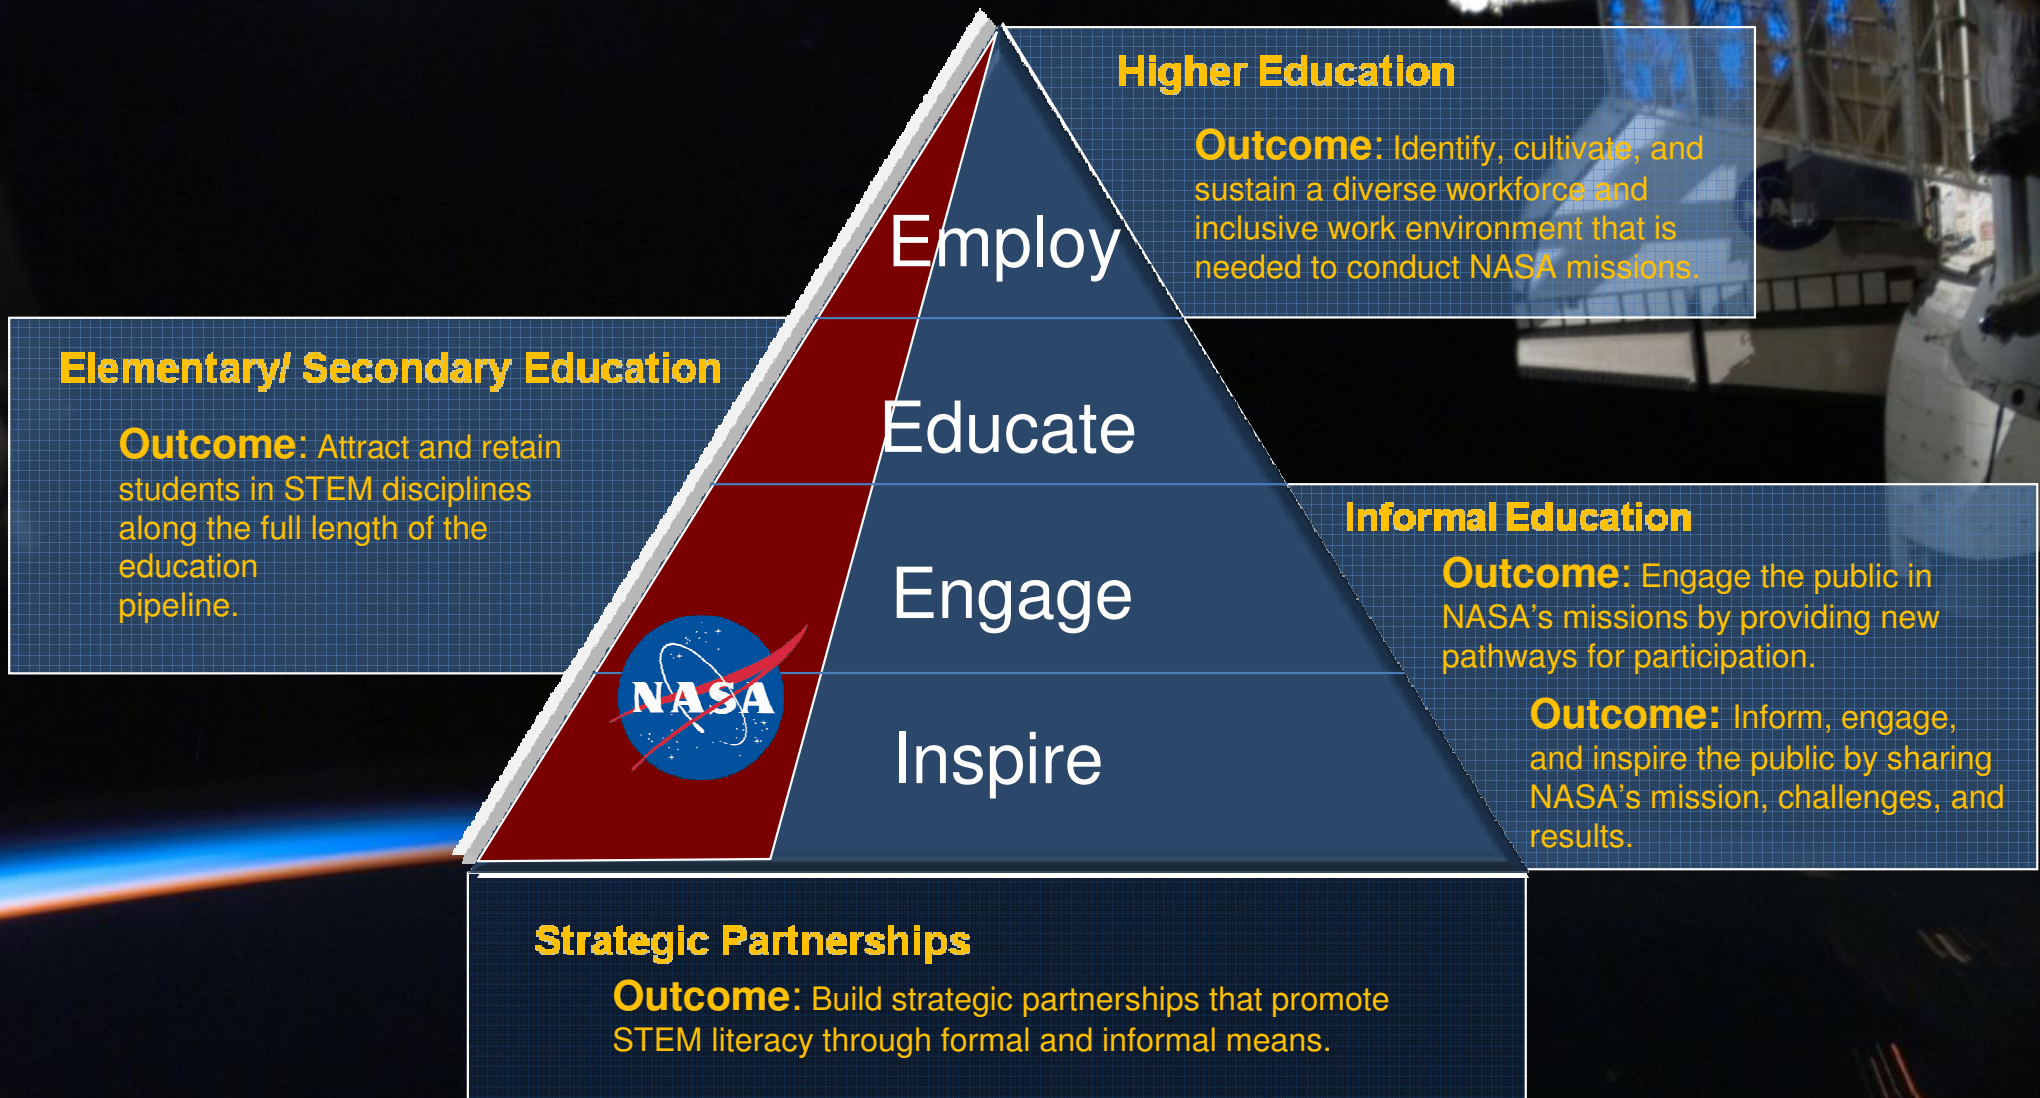 Higher Education
Outcome: Identify, cultivate, and
sustain a diverse workforce and
inclusive work environment that is
needed to conduct NASA missions.
Employ
Elementary/ Secondary Education
Outcome: Attract and retain
students in STEM disciplines
along the full length of the
education
pipeline.
Educate
Engage
Informal Education
Outcome: Engage the public in
NASA’s missions by providing new
pathways for participation.
Outcome: Inform, engage,
and inspire the public by sharing
NASA’s mission, challenges, and
results.
NASA
Inspire
Strategic Partnerships
Outcome: Build strategic partnerships that promote
STEM literacy through formal and informal means.